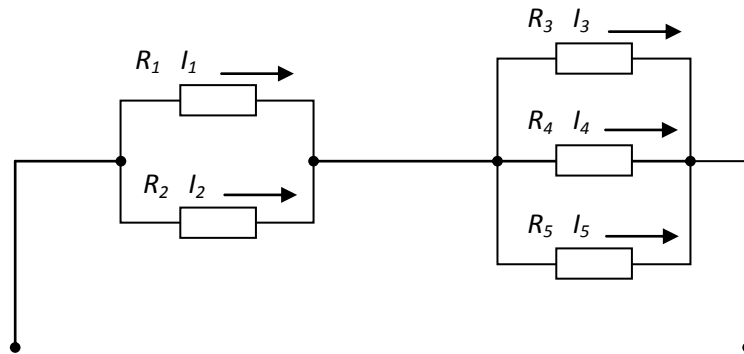 R₁ I₁
R₂ I₂
R₃ I₃
R₄ I₄
R₅ I₅